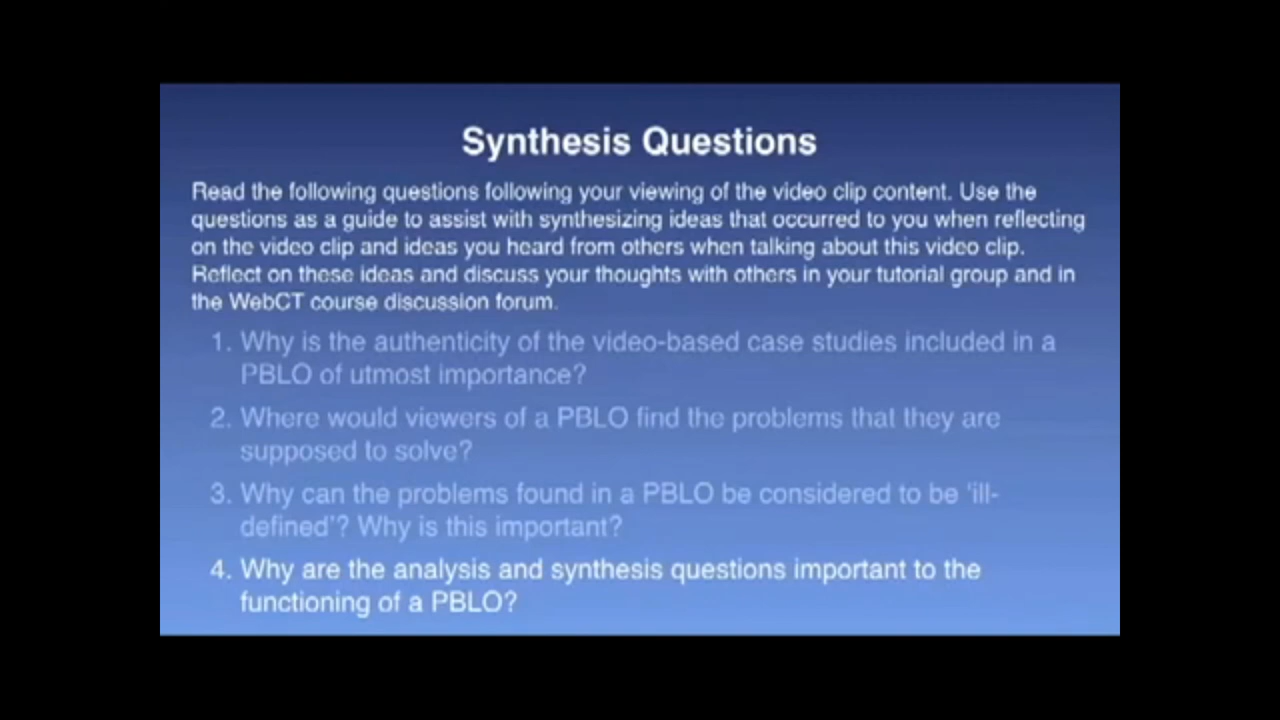 Synthesis Questions
Read the following questions following your viewing of the video clip content. Use the
questions as a guide to assist with synthesizing ideas that occurred to you when reflecting
on the video clip and ideas you heard from others when talking about this video clip.
Reflect on these ideas and discuss your thoughts with others in your tutorial group and in
the WebCT course discussion forum.
1. Why is the authenticity of the video-based case studies included in a
PBLO of utmost importance?
2. Where would viewers of a PBLO find the problems that they are
supposed to solve?
3. Why can the problems found in a PBLO be considered to be 'ill-
defined'? Why is this important?
4. Why are the analysis and synthesis questions important to the
functioning of a PBLO?